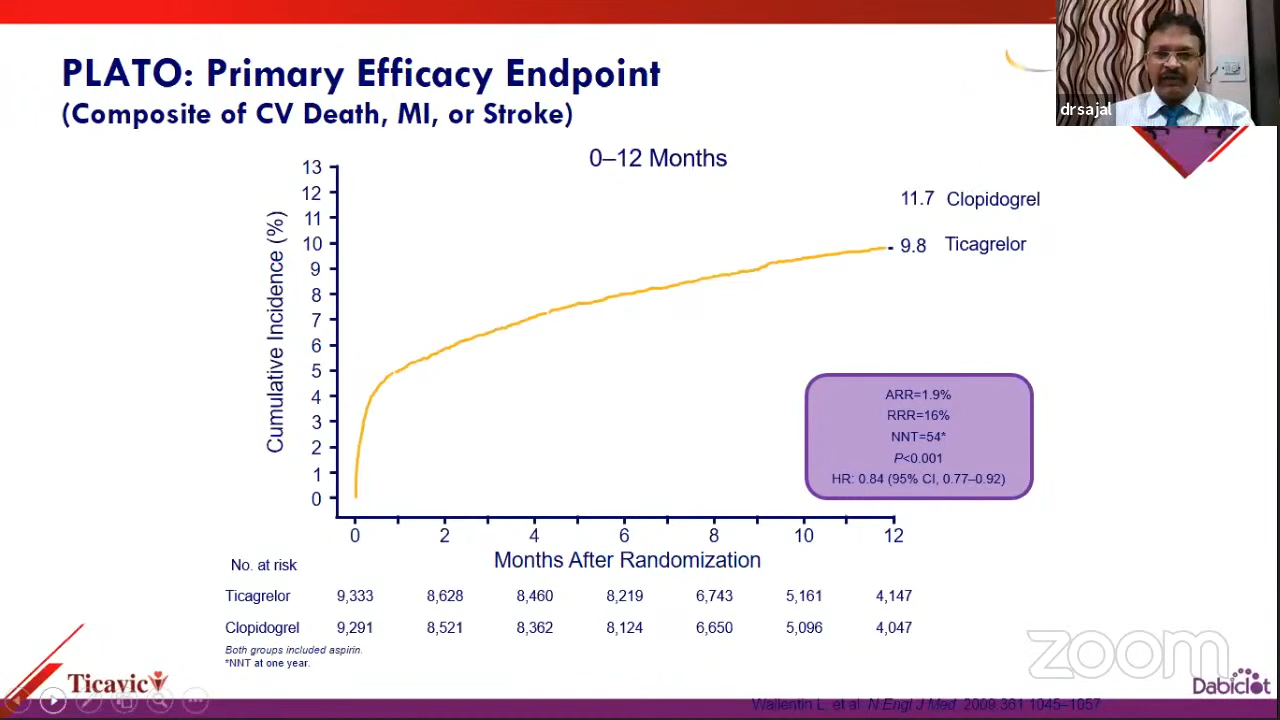 PLATO: Primary Efficacy Endpoint
(Composite of CV Death, MI, or Stroke)
drsajal
0–12 Months
Cumulative Incidence (%)
13
12
11
10
9
8
7
6
5
4
3
2
1
0
11.7 Clopidogrel
9.8 Ticagrelor
ARR=1.9%
RRR=16%
NNT=54*
P<0.001
HR: 0.84 (95% CI, 0.77–0.92)
0 2 4 6 8 10 12
Months After Randomization
No. at risk
Ticagrelor 9,333 8,628 8,460 8,219 6,743 5,161 4,147
Clopidogrel 9,291 8,521 8,362 8,124 6,650 5,096 4,047
Both groups included aspirin.
*NNT at one year.
zoom
Ticavic
Dabiclot
Wallentin L. et al N Engl J Med 2009 361 1045–1057